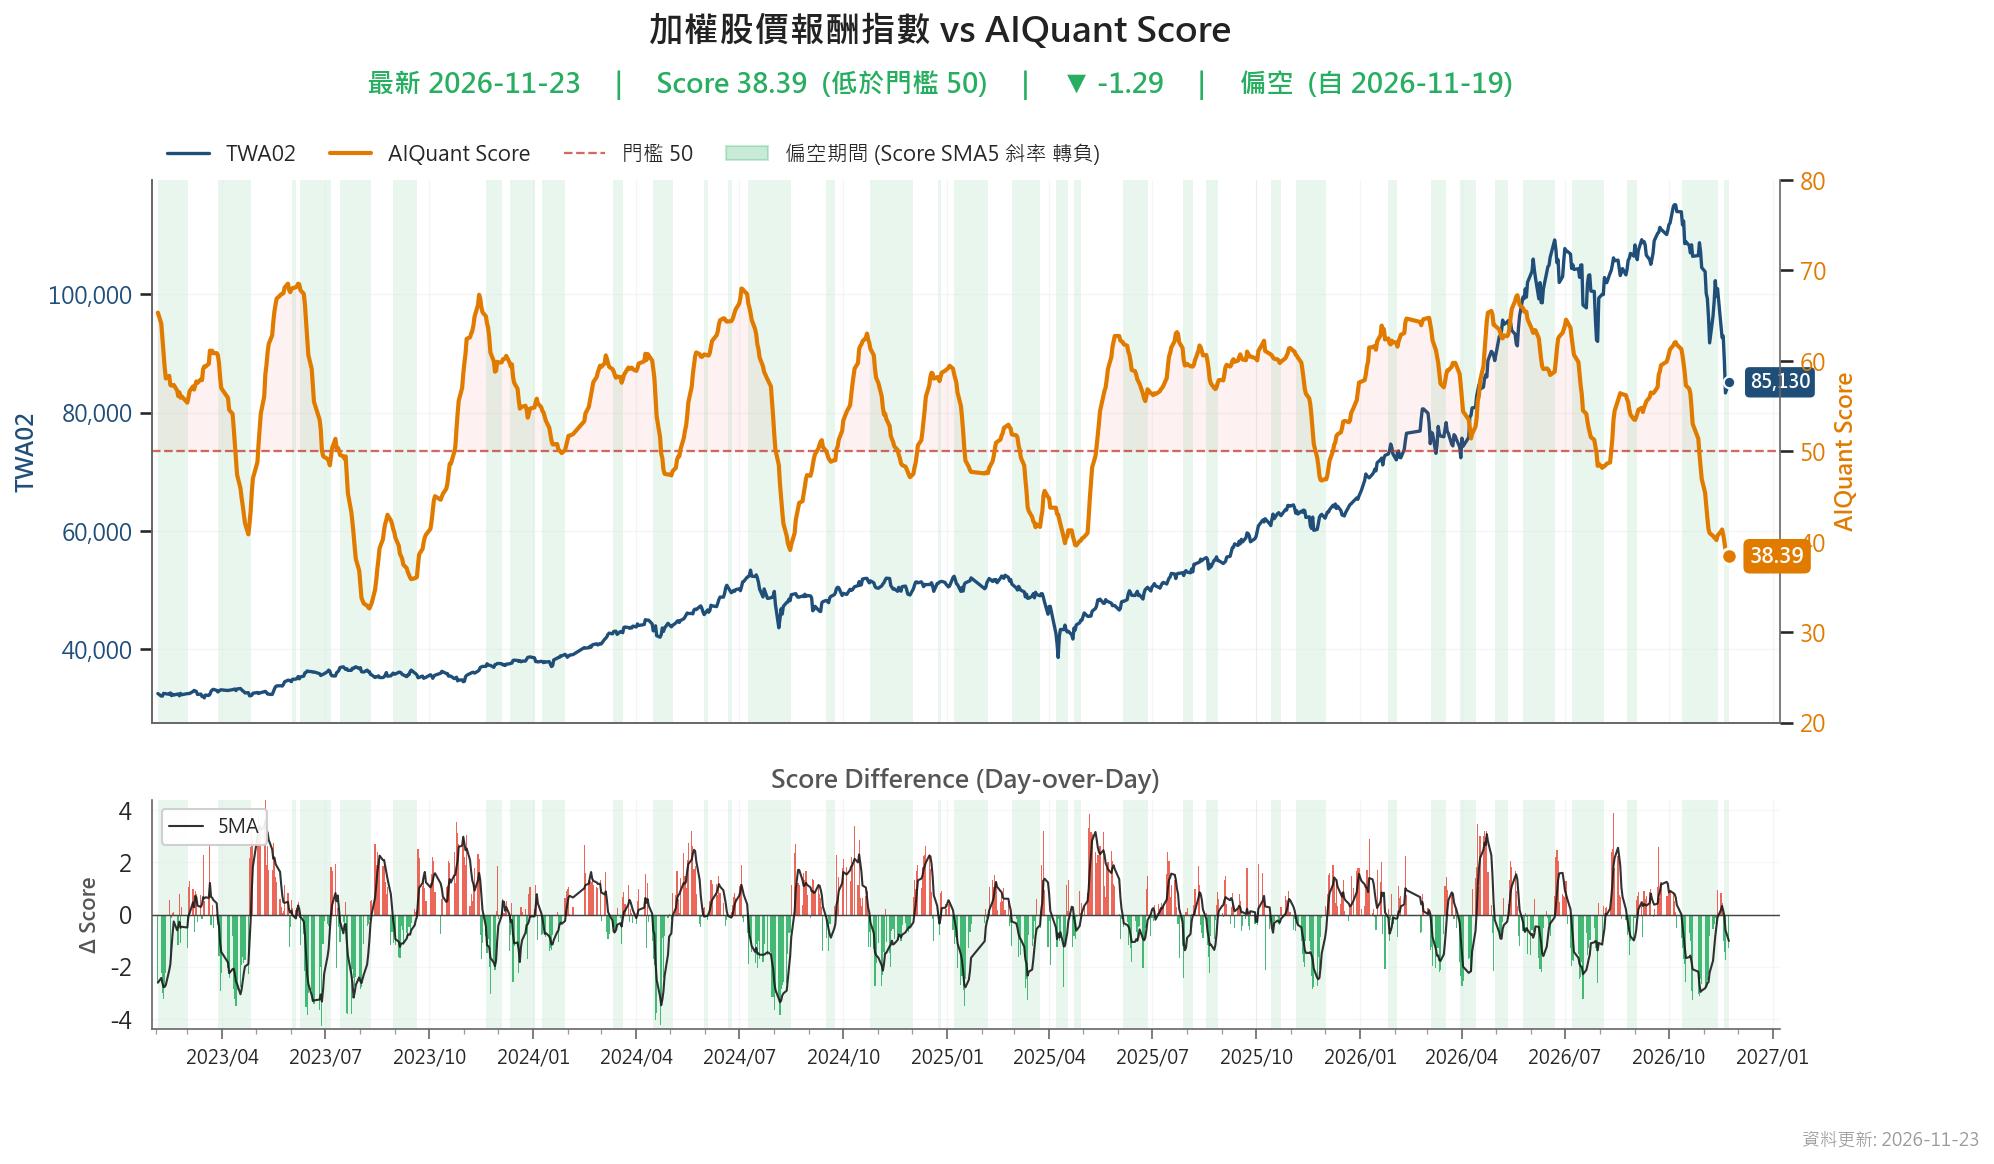 加權股價報酬指數 vs AIQuant Score
最新 2026-11-23 | Score 38.39 (低於門檻 50) | ▼ -1.29 | 偏空 (自 2026-11-19)
TWA02 AIQuant Score 門檻 50 偏空期間 (Score SMA5 斜率 轉負)
TWA02
100,000
80,000
60,000
40,000
80
70
60
50
40
30
20
AIQuant Score
85,130
38.39
Score Difference (Day-over-Day)
5MA
Δ Score
4
2
0
-2
-4
2023/04 2023/07 2023/10 2024/01 2024/04 2024/07 2024/10 2025/01 2025/04 2025/07 2025/10 2026/01 2026/04 2026/07 2026/10 2027/01
資料更新: 2026-11-23